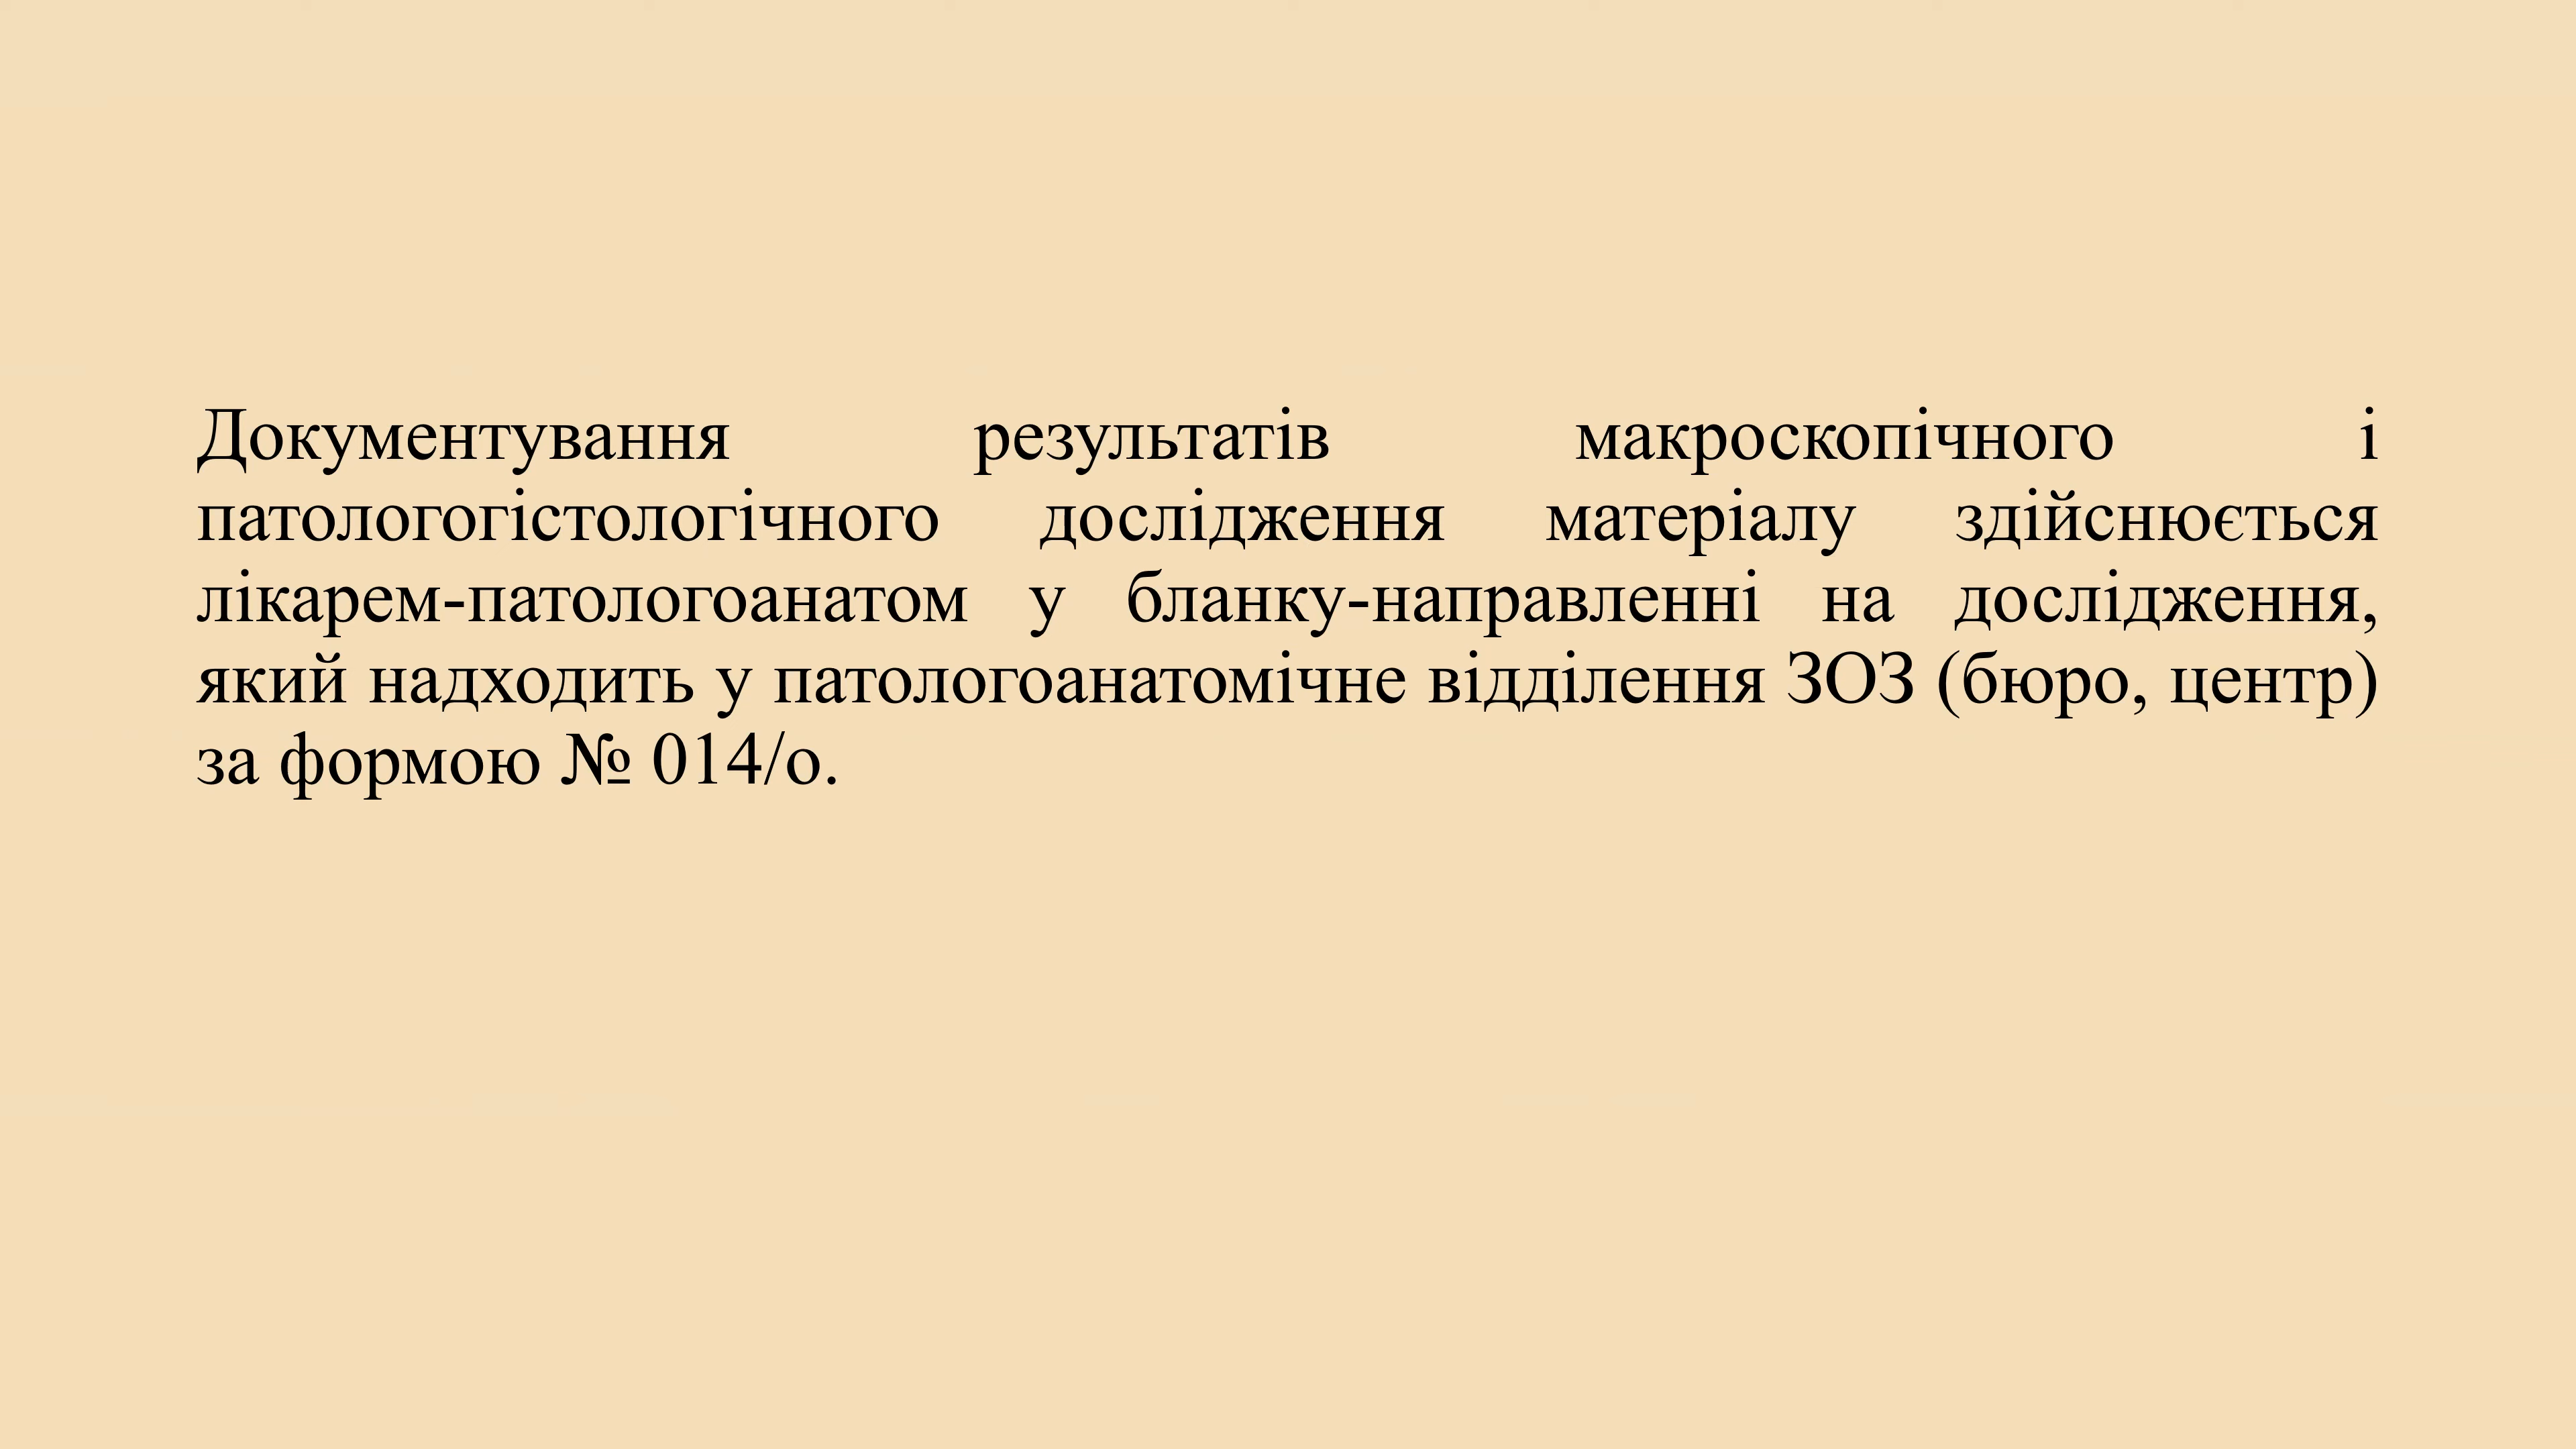 Документування результатів макроскопічного і
патологогістологічного дослідження матеріалу здійснюється
лікарем-патологоанатом у бланку-направленні на дослідження,
який надходить у патологоанатомічне відділення ЗОЗ (бюро, центр)
за формою № 014/о.